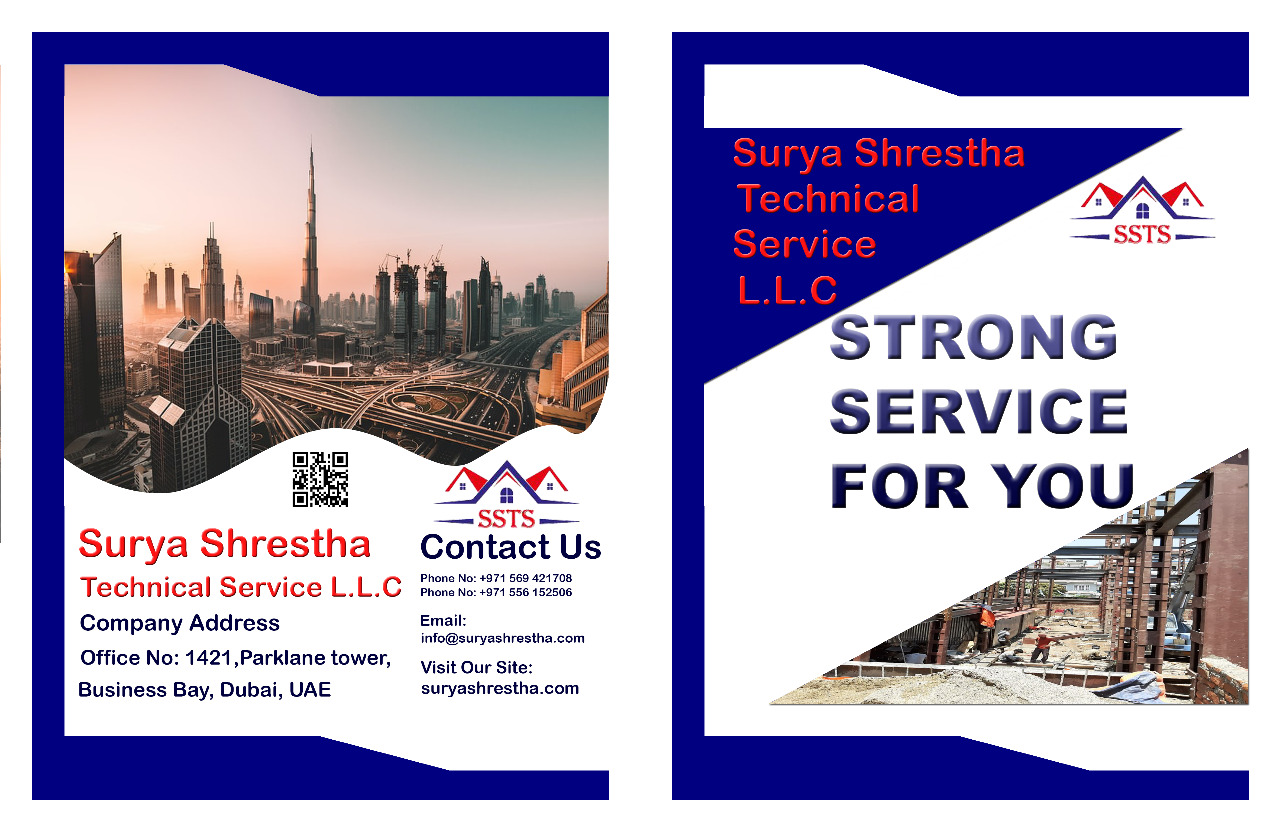 SSTS
Surya Shrestha
Technical Service L.L.C
Company Address
Office No: 1421,Parklane tower,
Business Bay, Dubai, UAE
Contact Us
Phone No: +971 569 421708
Phone No: +971 556 152506
Email:
info@suryashrestha.com
Visit Our Site:
suryashrestha.com
Surya Shrestha
Technical
Service
L.L.C
SSTS
STRONG
SERVICE
FOR YOU